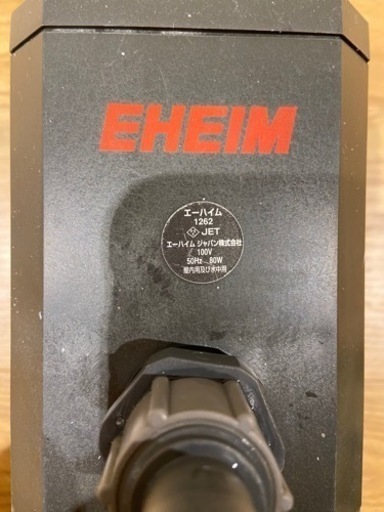 EHEIM
エーハイム
1262
JET
エーハイム ジャパン株式会社
100V
50Hz 80W
屋内用及び水中用